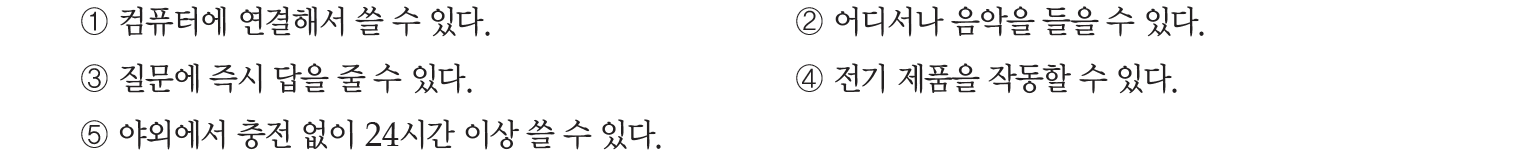 ① 컴퓨터에 연결해서 쓸 수 있다. ② 어디서나 음악을 들을 수 있다.
③ 질문에 즉시 답을 줄 수 있다. ④ 전기 제품을 작동할 수 있다.
⑤ 야외에서 충전 없이 24시간 이상 쓸 수 있다.